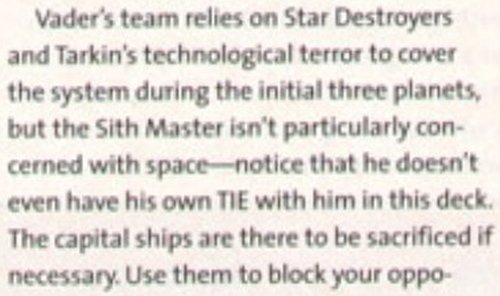 Vader's team relies on Star Destroyers
and Tarkin's technological terror to cover
the system during the initial three planets,
but the Sith Master isn't particularly con-
cerned with space—notice that he doesn't
even have his own TIE with him in this deck.
The capital ships are there to be sacrificed if
necessary. Use them to block your oppo-